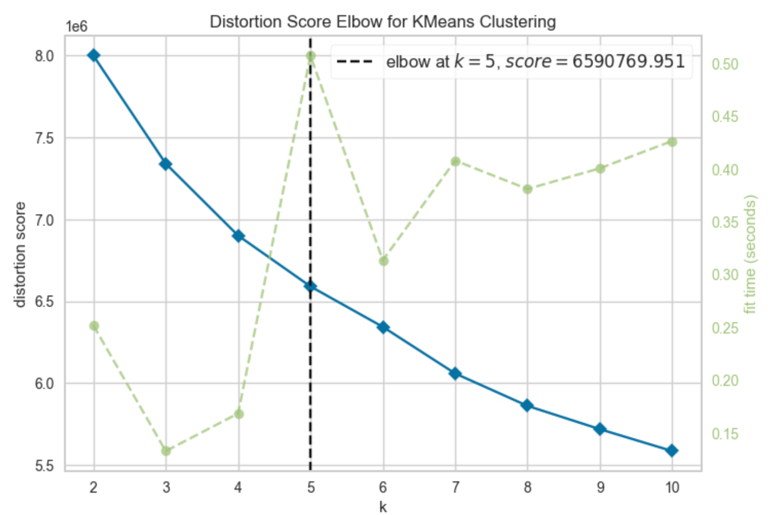 Distortion Score Elbow for KMeans Clustering
1e6
elbow at k = 5, score = 6590769.951
8.0
7.5
7.0
6.5
6.0
5.5
distortion score
0.50
0.45
0.40
0.35
0.30
0.25
0.20
0.15
fit time (seconds)
2 3 4 5 6 7 8 9 10
k